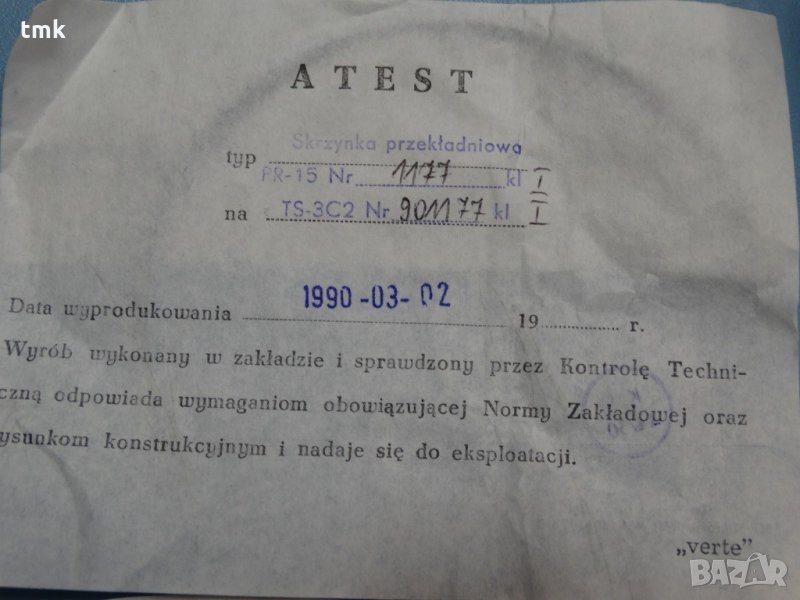 tmk
ATEST
typ Skrzynka przekładniowa
PR-15 Nr 1177 kl I
na TS-3C2 Nr 901177 kl I
Data wyprodukowania 1990-03-02 19 r.
Wyrób wykonany w zakładzie i sprawdzony przez Kontrolę Techni-
czną odpowiada wymaganiom obowiązującej Normy Zakładowej oraz
ysunkom konstrukcyjnym i nadaje się do eksploatacji.
„verte”
BAZAR